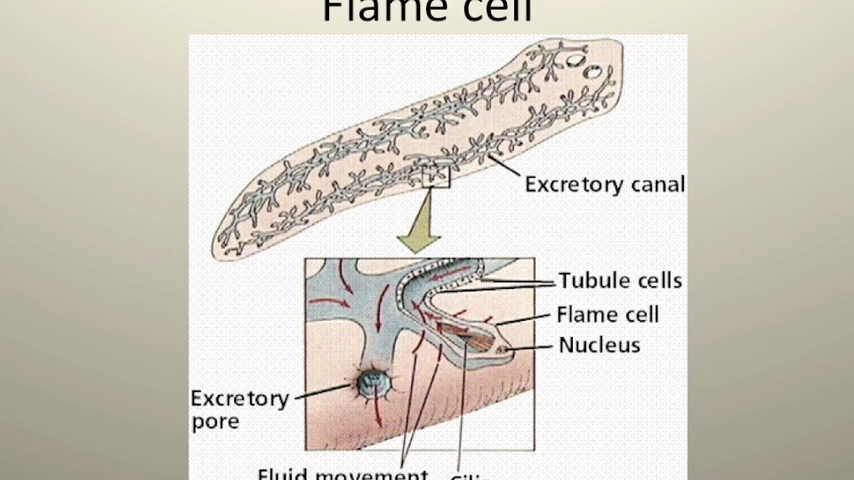 Flame cell
Excretory canal
Tubule cells
Flame cell
Nucleus
Excretory
pore
Fluid movement